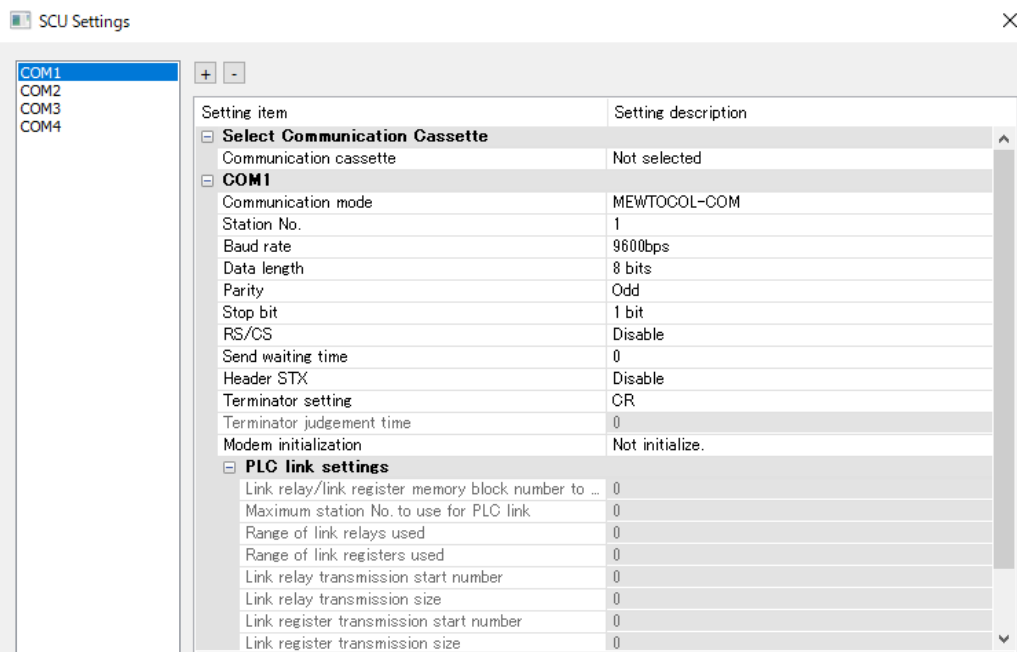 SCU Settings
COM1
COM2
COM3
COM4
+ -
Setting item Setting description
Select Communication Cassette
Communication cassette Not selected
COM1
Communication mode MEWTOCOL-COM
Station No. 1
Baud rate 9600bps
Data length 8 bits
Parity Odd
Stop bit 1 bit
RS/CS Disable
Send waiting time 0
Header STX Disable
Terminator setting CR
Terminator judgement time 0
Modem initialization Not initialize.
PLC link settings
Link relay/link register memory block number to ... 0
Maximum station No. to use for PLC link 0
Range of link relays used 0
Range of link registers used 0
Link relay transmission start number 0
Link relay transmission size 0
Link register transmission start number 0
Link register transmission size 0